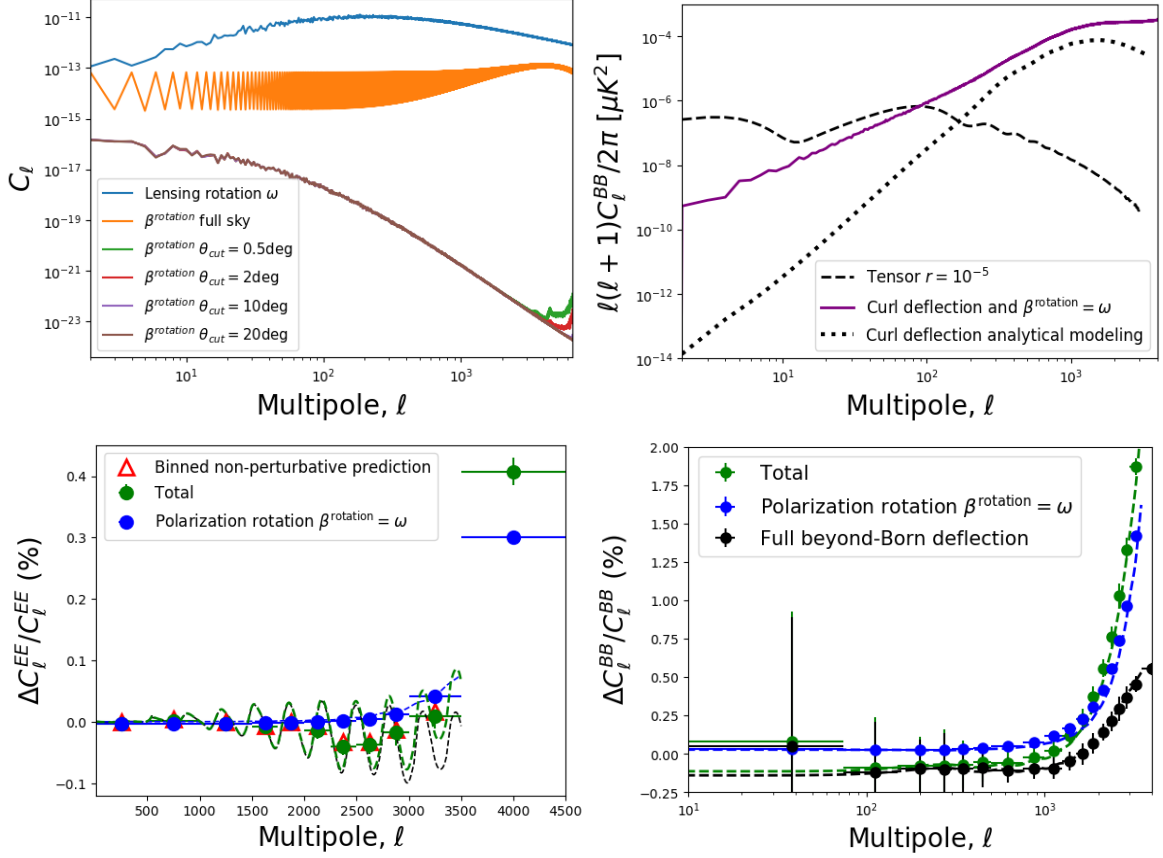 10⁻¹¹
10⁻¹³
10⁻¹⁵
10⁻¹⁷
10⁻¹⁹
10⁻²¹
10⁻²³
C_ℓ
Lensing rotation ω
β^rotation full sky
β^rotation θ_cut = 0.5deg
β^rotation θ_cut = 2deg
β^rotation θ_cut = 10deg
β^rotation θ_cut = 20deg
10¹ 10² 10³
Multipole, ℓ
10⁻⁴
10⁻⁶
10⁻⁸
10⁻¹⁰
10⁻¹²
10⁻¹⁴
ℓ(ℓ + 1)C_ℓ^BB/2π [μK²]
Tensor r = 10⁻⁵
Curl deflection and β^rotation = ω
Curl deflection analytical modeling
10¹ 10² 10³
Multipole, ℓ
0.4
0.3
0.2
0.1
0.0
−0.1
ΔC_ℓ^EE/C_ℓ^EE (%)
Binned non-perturbative prediction
Total
Polarization rotation β^rotation = ω
500 1000 1500 2000 2500 3000 3500 4000 4500
Multipole, ℓ
2.00
1.75
1.50
1.25
1.00
0.75
0.50
0.25
0.00
−0.25
ΔC_ℓ^BB/C_ℓ^BB (%)
Total
Polarization rotation β^rotation = ω
Full beyond-Born deflection
10¹ 10² 10³
Multipole, ℓ